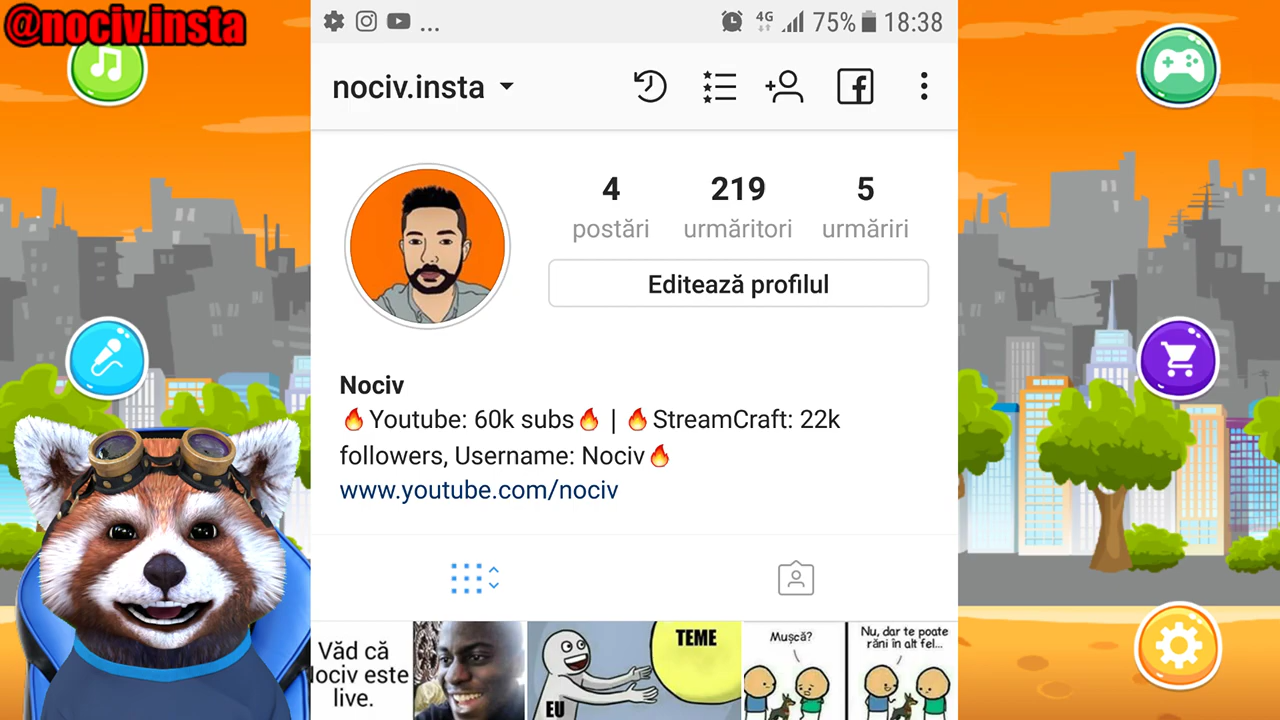 @nociv.insta
...
4G
75%
18:38
nociv.insta
4
219
5
postări
urmăritori
urmăriri
Editează profilul
Nociv
🔥Youtube: 60k subs🔥 | 🔥StreamCraft: 22k
followers, Username: Nociv🔥
www.youtube.com/nociv
Văd că
Nociv este
live.
TEME
EU
Mușcă?
Nu, dar te poate
răni în alt fel...